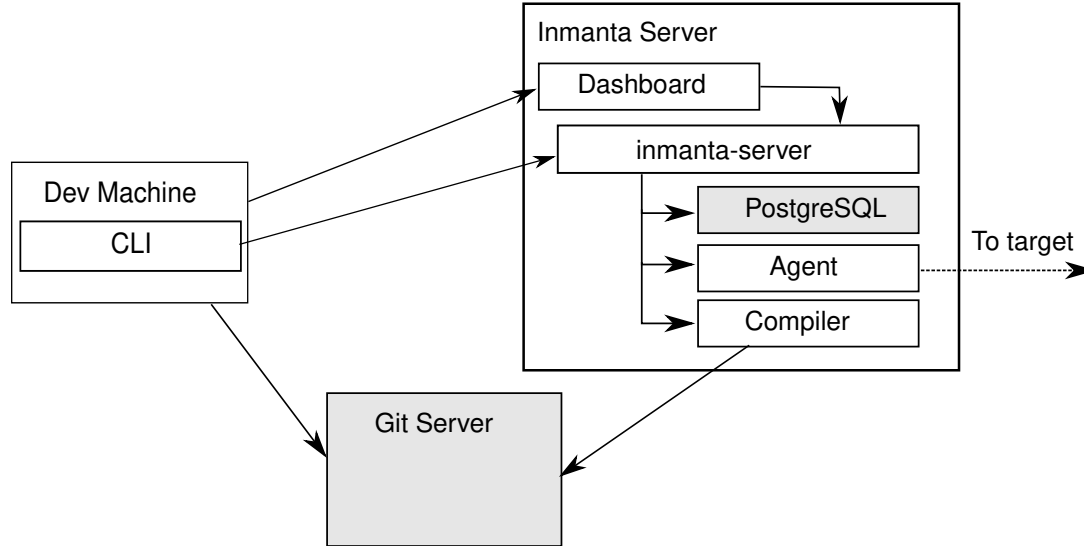 Inmanta Server
Dashboard
inmanta-server
Dev Machine
CLI
PostgreSQL
To target
Agent
Compiler
Git Server